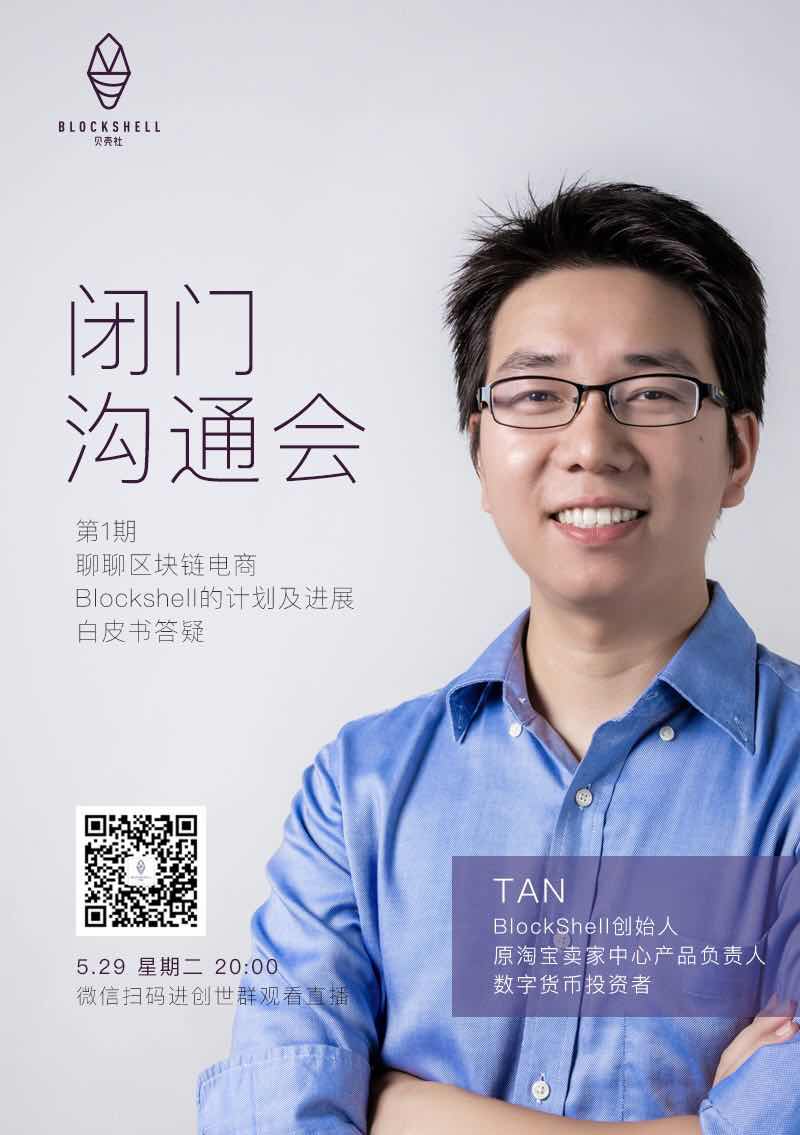 BLOCKSHELL
贝壳社
闭门
沟通会
第1期
聊聊区块链电商
Blockshell的计划及进展
白皮书答疑
5.29 星期二 20:00
微信扫码进创世群观看直播
TAN
BlockShell创始人
原淘宝卖家中心产品负责人
数字货币投资者